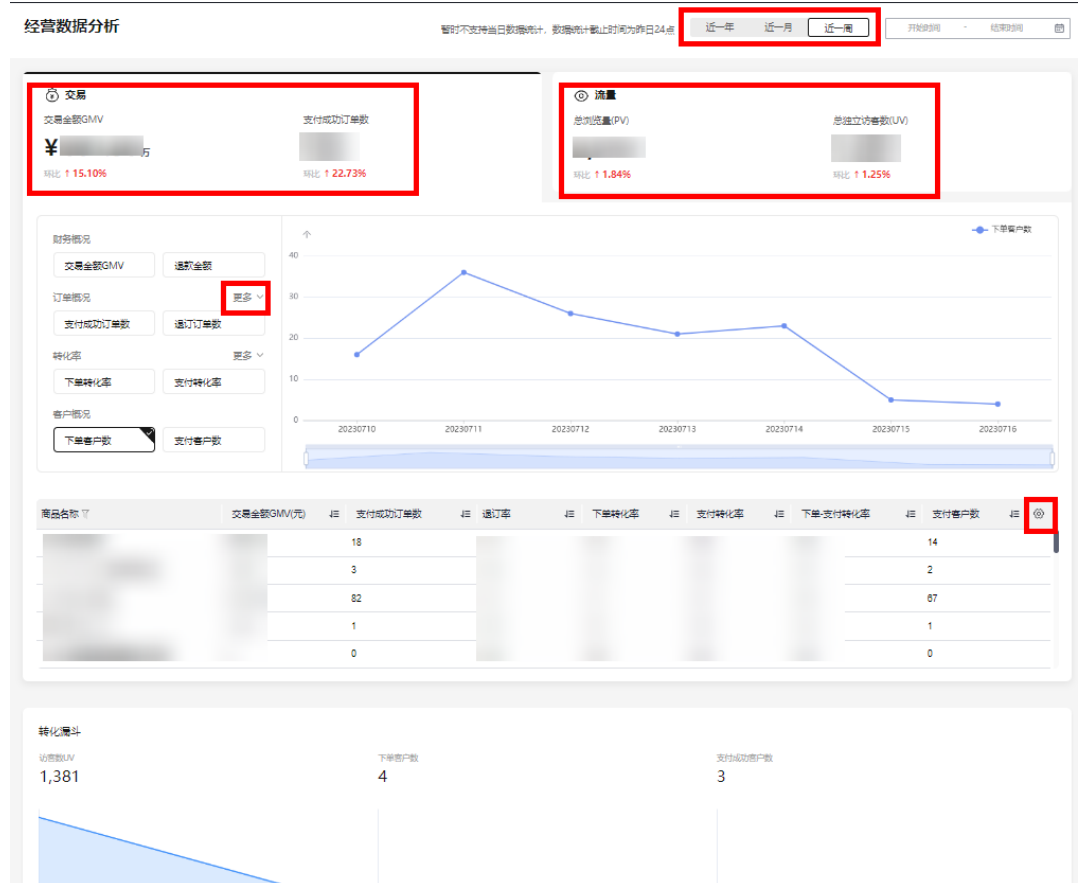 经营数据分析
暂时不支持当日数据统计，数据统计截止时间为昨日24点 近一年 近一月 近一周 开始时间 - 结束时间
交易
交易金额GMV 支付成功订单数
¥ 万
环比 ↑ 15.10% 环比 ↑ 22.73%
流量
总浏览量(PV) 总独立访客数(UV)
环比 ↑ 1.84% 环比 ↑ 1.25%
财务概况
交易金额GMV 退款金额
订单概况 更多
支付成功订单数 退订订单数
转化率 更多
下单转化率 支付转化率
客户概况
下单客户数 支付客户数
下单客户数
40
30
20
10
0
20230710 20230711 20230712 20230713 20230714 20230715 20230716
商品名称 交易金额GMV(元) 支付成功订单数 退订率 下单转化率 支付转化率 下单-支付转化率 支付客户数
18 14
3 2
82 67
1 1
0 0
转化漏斗
访客数UV 下单客户数 支付成功客户数
1,381 4 3